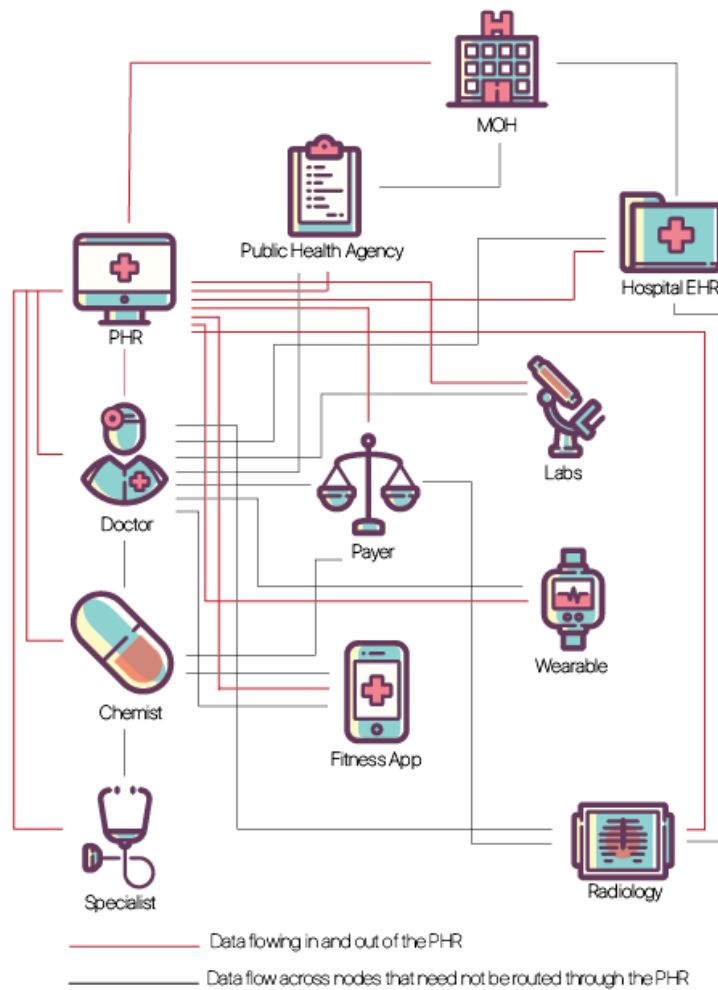 MOH
Public Health Agency
Hospital EHR
PHR
Labs
Doctor
Payer
Wearable
Chemist
Fitness App
Radiology
Specialist
Data flowing in and out of the PHR
Data flow across nodes that need not be routed through the PHR